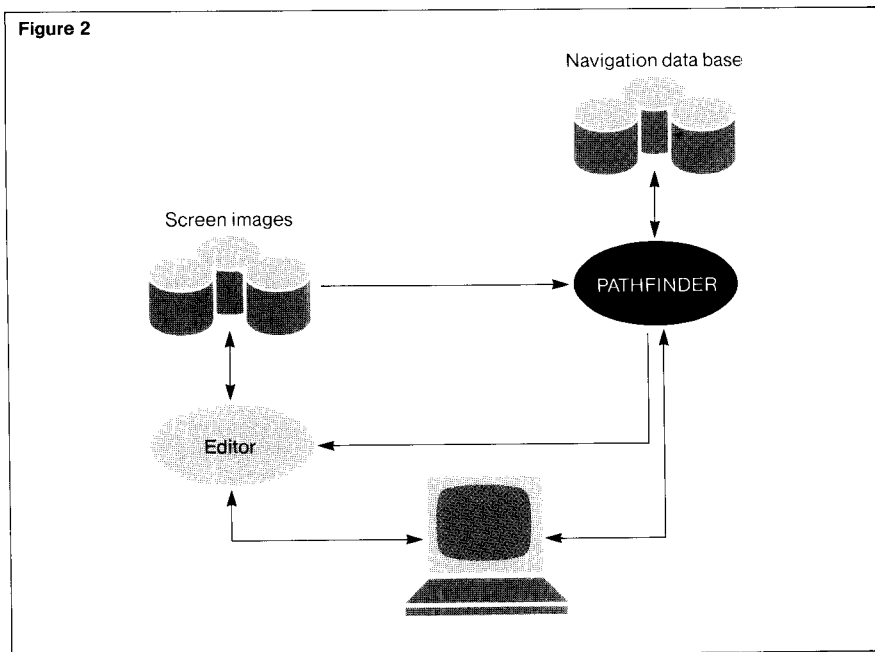 Figure 2
Navigation data base
Screen images
PATHFINDER
Editor